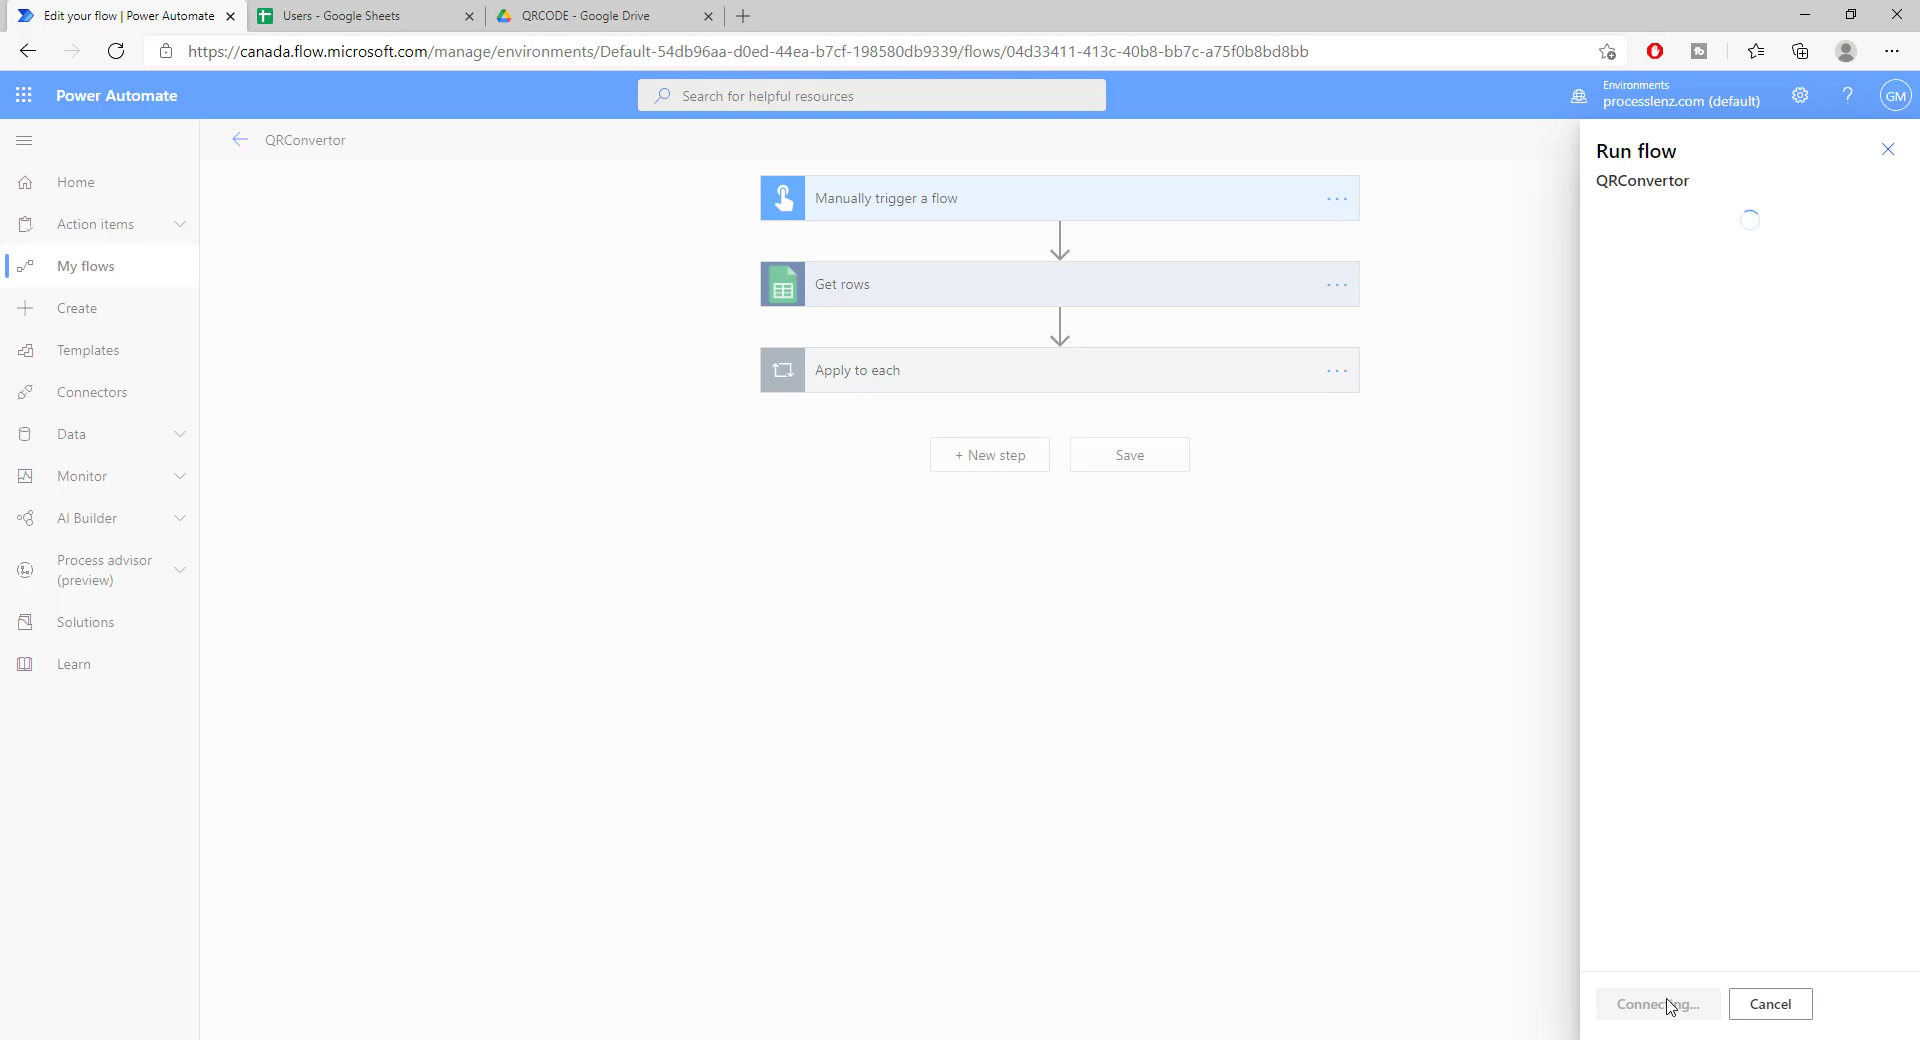 Edit your flow | Power Automate
Users - Google Sheets
QRCODE - Google Drive
https://canada.flow.microsoft.com/manage/environments/Default-54db96aa-d0ed-44ea-b7cf-198580db9339/flows/04d33411-413c-40b8-bb7c-a75f0b8bd8bb
Power Automate
Search for helpful resources
Environments
processlenz.com (default)
?
GM
QRConvertor
Home
Action items
My flows
Create
Templates
Connectors
Data
Monitor
AI Builder
Process advisor
(preview)
Solutions
Learn
Manually trigger a flow
Get rows
Apply to each
+ New step
Save
Run flow
QRConvertor
Connecting...
Cancel